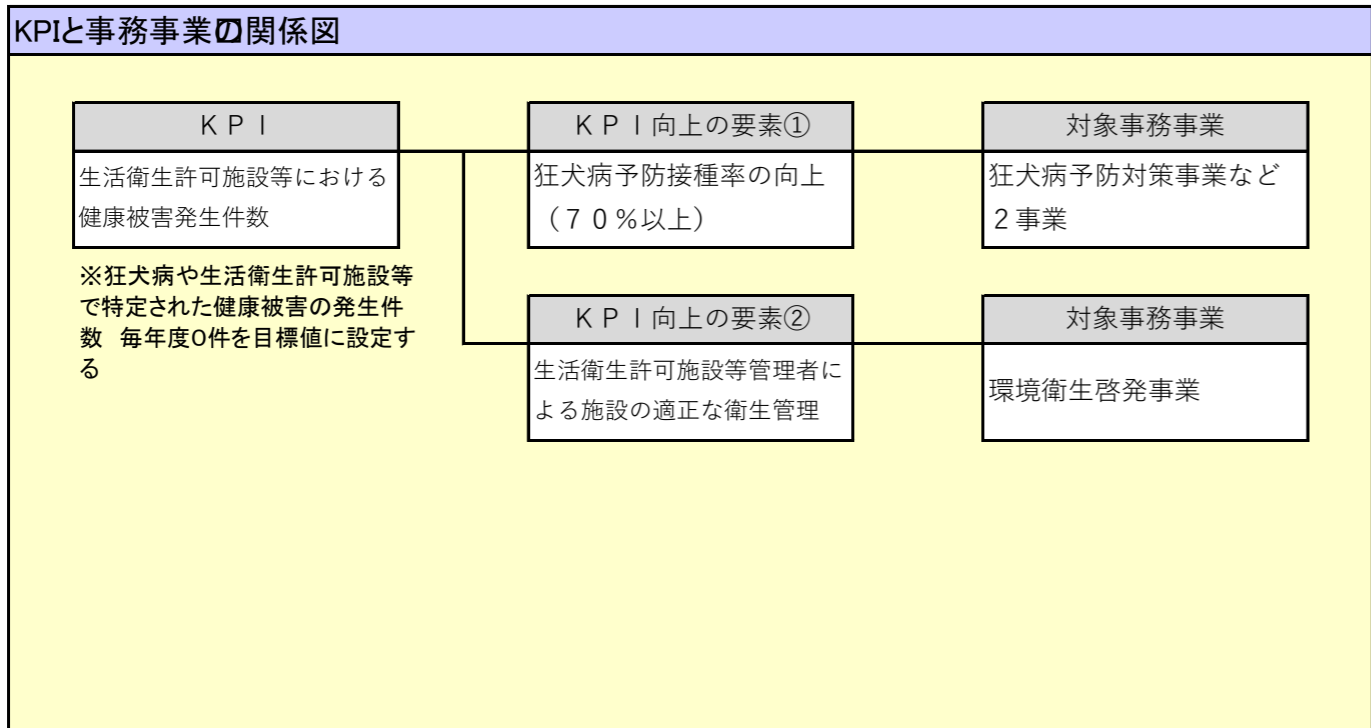 KPIと事務事業の関係図
ＫＰＩ
生活衛生許可施設等における
健康被害発生件数
※狂犬病や生活衛生許可施設等
で特定された健康被害の発生件
数　毎年度0件を目標値に設定す
る
ＫＰＩ向上の要素①
狂犬病予防接種率の向上
（７０％以上）
対象事務事業
狂犬病予防対策事業など
２事業
ＫＰＩ向上の要素②
生活衛生許可施設等管理者に
よる施設の適正な衛生管理
対象事務事業
環境衛生啓発事業